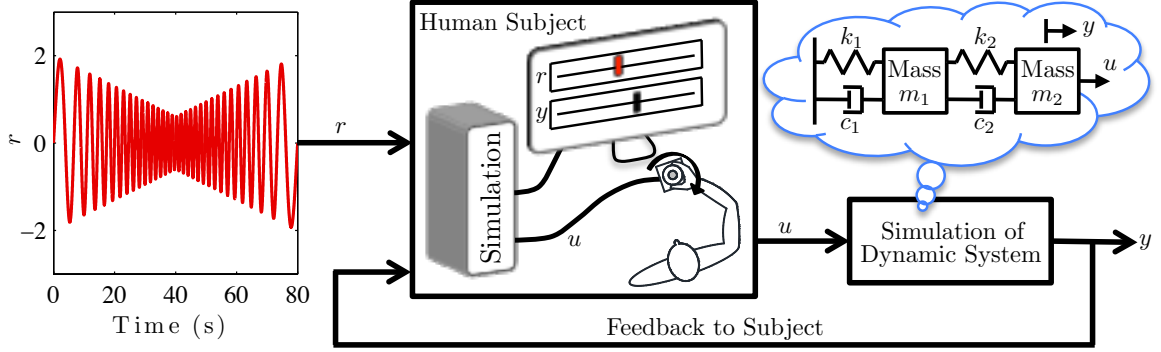 2
0
−2
r
0
20
40
60
80
Time (s)
r
Human Subject
r
y
Simulation
u
u
Simulation of
Dynamic System
y
Feedback to Subject
k₁
k₂
y
u
Mass
m₁
Mass
m₂
c₁
c₂